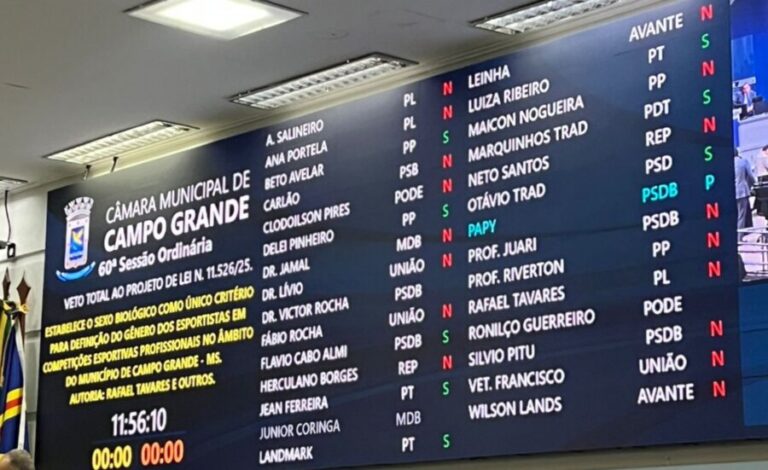 CÂMARA MUNICIPAL DE
CAMPO GRANDE
60ª Sessão Ordinária
VETO TOTAL AO PROJETO DE LEI N. 11.526/25.
ESTABELECE O SEXO BIOLÓGICO COMO ÚNICO CRITÉRIO
PARA DEFINIÇÃO DO GÊNERO DOS ESPORTISTAS EM
COMPETIÇÕES ESPORTIVAS PROFISSIONAIS NO ÂMBITO
DO MUNICÍPIO DE CAMPO GRANDE - MS.
AUTORIA: RAFAEL TAVARES E OUTROS.
11:56:10
00:00 00:00
A. SALINEIRO PL N
ANA PORTELA PL N
BETO AVELAR PP S
CARLÃO PSB N
CLODOILSON PIRES PODE N
DELEI PINHEIRO PP S
DR. JAMAL MDB N
DR. LÍVIO UNIÃO N
DR. VICTOR ROCHA PSDB
FÁBIO ROCHA UNIÃO N
FLAVIO CABO ALMI PSDB S
HERCULANO BORGES REP N
JEAN FERREIRA PT S
JUNIOR CORINGA MDB
LANDMARK PT S
LEINHA AVANTE N
LUIZA RIBEIRO PT S
MAICON NOGUEIRA PP N
MARQUINHOS TRAD PDT S
NETO SANTOS REP N
OTÁVIO TRAD PSD S
PAPY PSDB P
PROF. JUARI PSDB N
PROF. RIVERTON PP N
RAFAEL TAVARES PL N
RONILÇO GUERREIRO PODE
SILVIO PITU PSDB N
VET. FRANCISCO UNIÃO N
WILSON LANDS AVANTE N